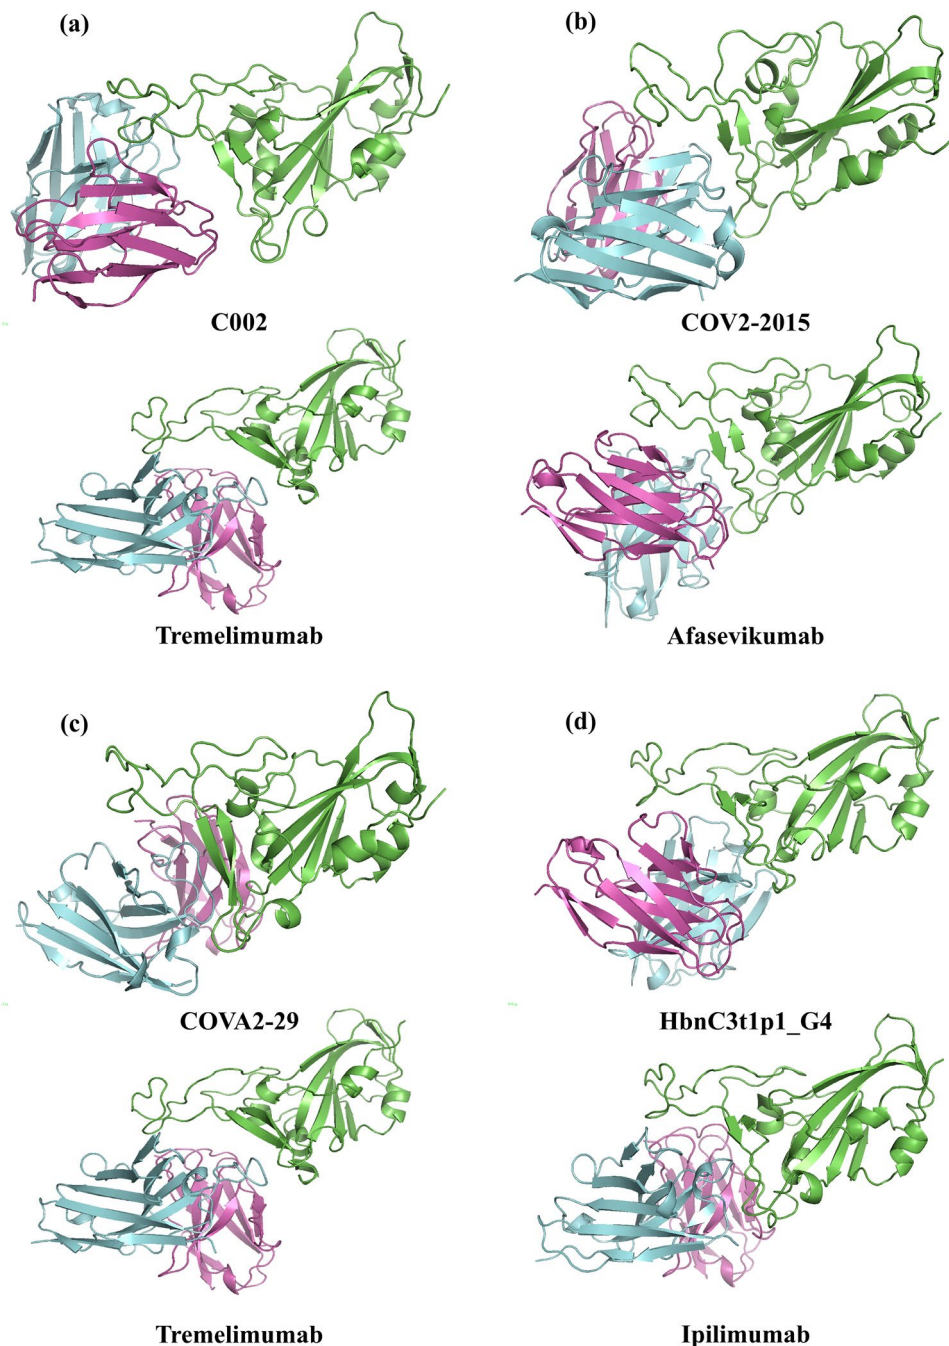 (a)
(b)
C002
COV2-2015
Tremelimumab
Afasevikumab
(c)
(d)
COVA2-29
HbnC3t1p1_G4
Tremelimumab
Ipilimumab